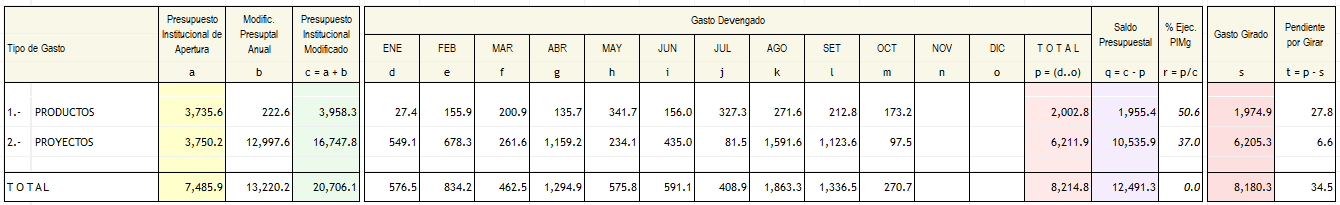 Tipo de Gasto Presupuesto Institucional de Apertura Modific. Presuptal Anual Presupuesto Institucional Modificado Gasto Devengado Saldo Presupuestal % Ejec. PIMg Gasto Girado Pendiente por Girar
ENE FEB MAR ABR MAY JUN JUL AGO SET OCT NOV DIC T O T A L
a b c = a + b d e f g h i j k l m n o p = (d..o) q = c - p r = p/c s t = p - s
1.- PRODUCTOS 3,735.6 222.6 3,958.3 27.4 155.9 200.9 135.7 341.7 156.0 327.3 271.6 212.8 173.2 2,002.8 1,955.4 50.6 1,974.9 27.8
2.- PROYECTOS 3,750.2 12,997.6 16,747.8 549.1 678.3 261.6 1,159.2 234.1 435.0 81.5 1,591.6 1,123.6 97.5 6,211.9 10,535.9 37.0 6,205.3 6.6
T O T A L 7,485.9 13,220.2 20,706.1 576.5 834.2 462.5 1,294.9 575.8 591.1 408.9 1,863.3 1,336.5 270.7 8,214.8 12,491.3 0.0 8,180.3 34.5